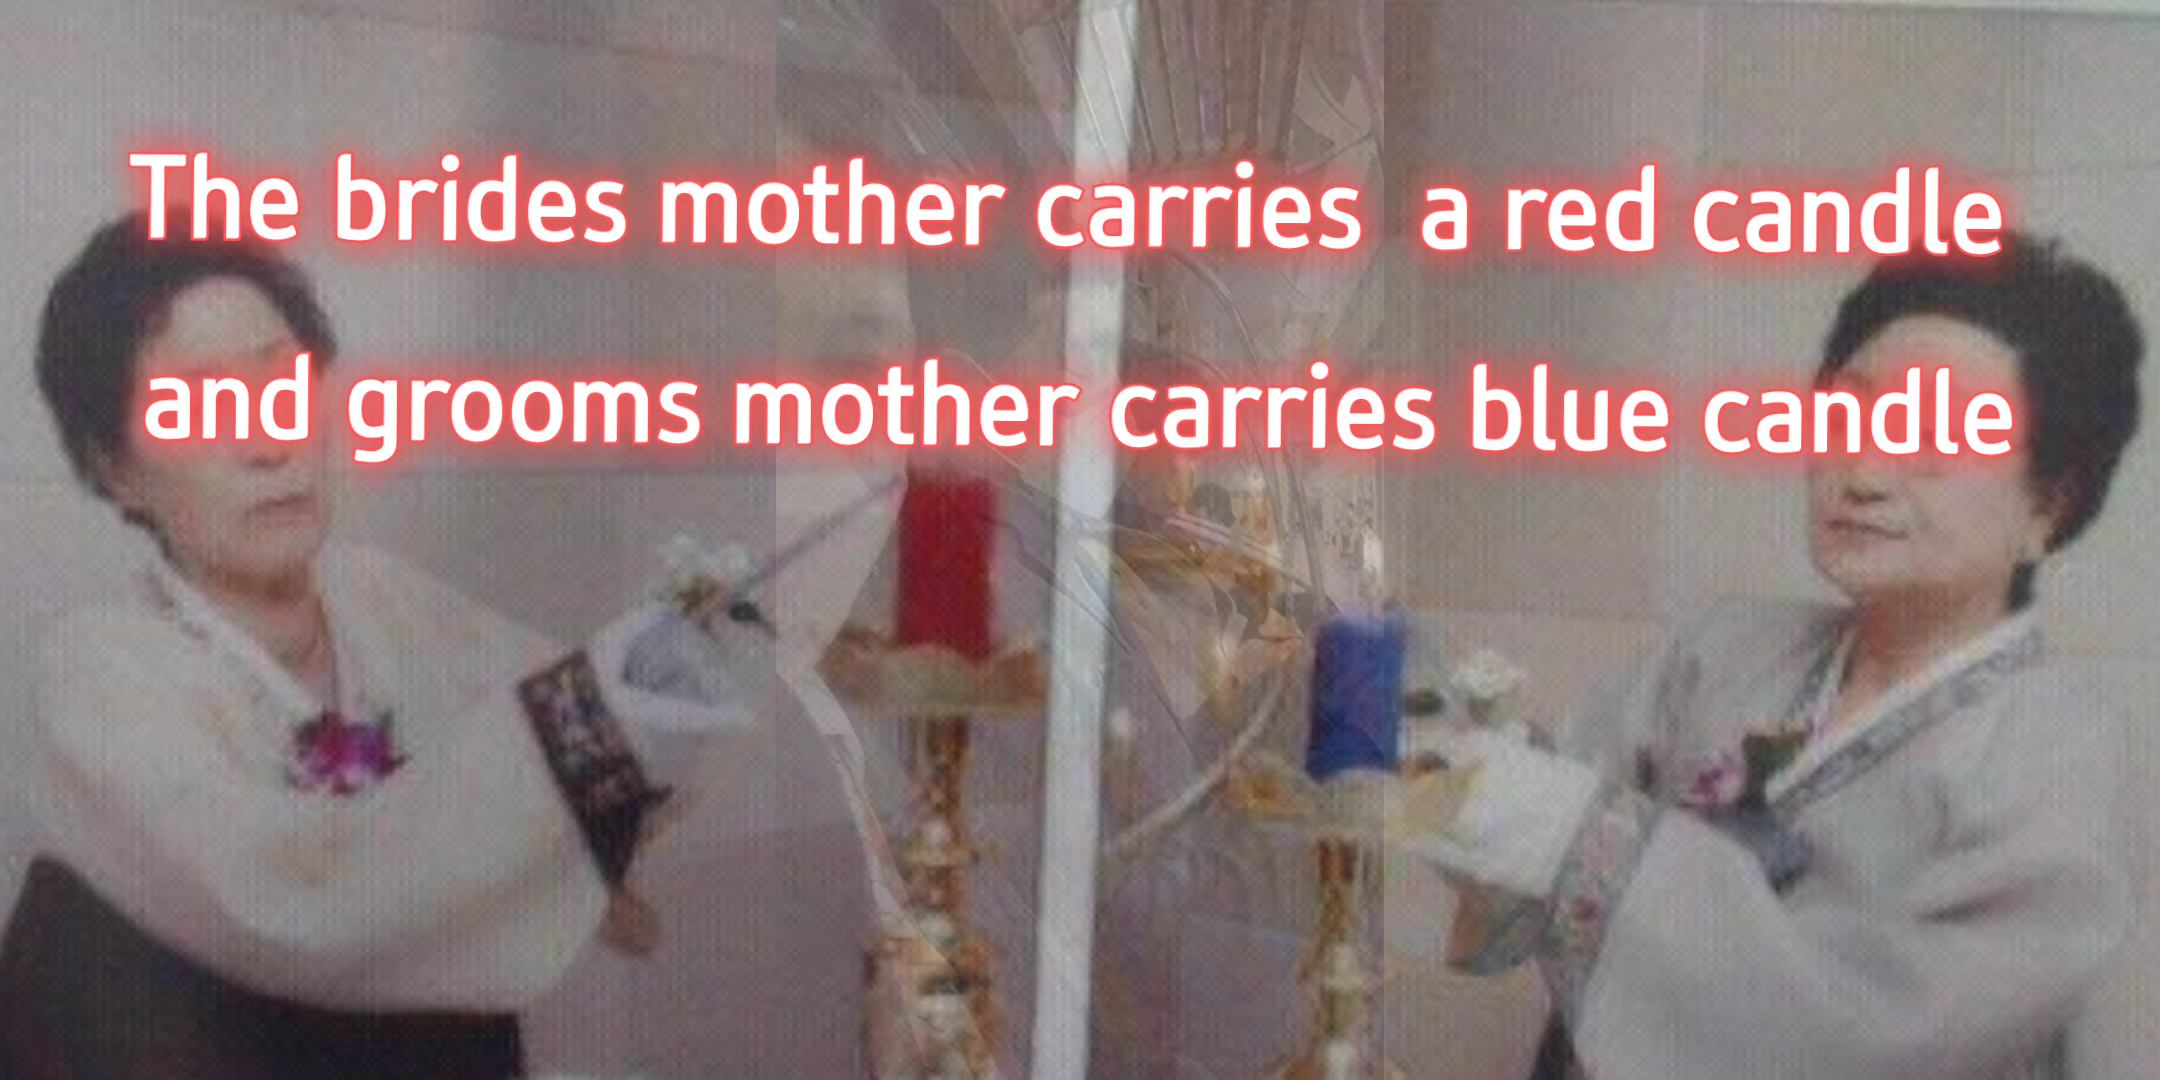 The brides mother carries a red candle
and grooms mother carries blue candle